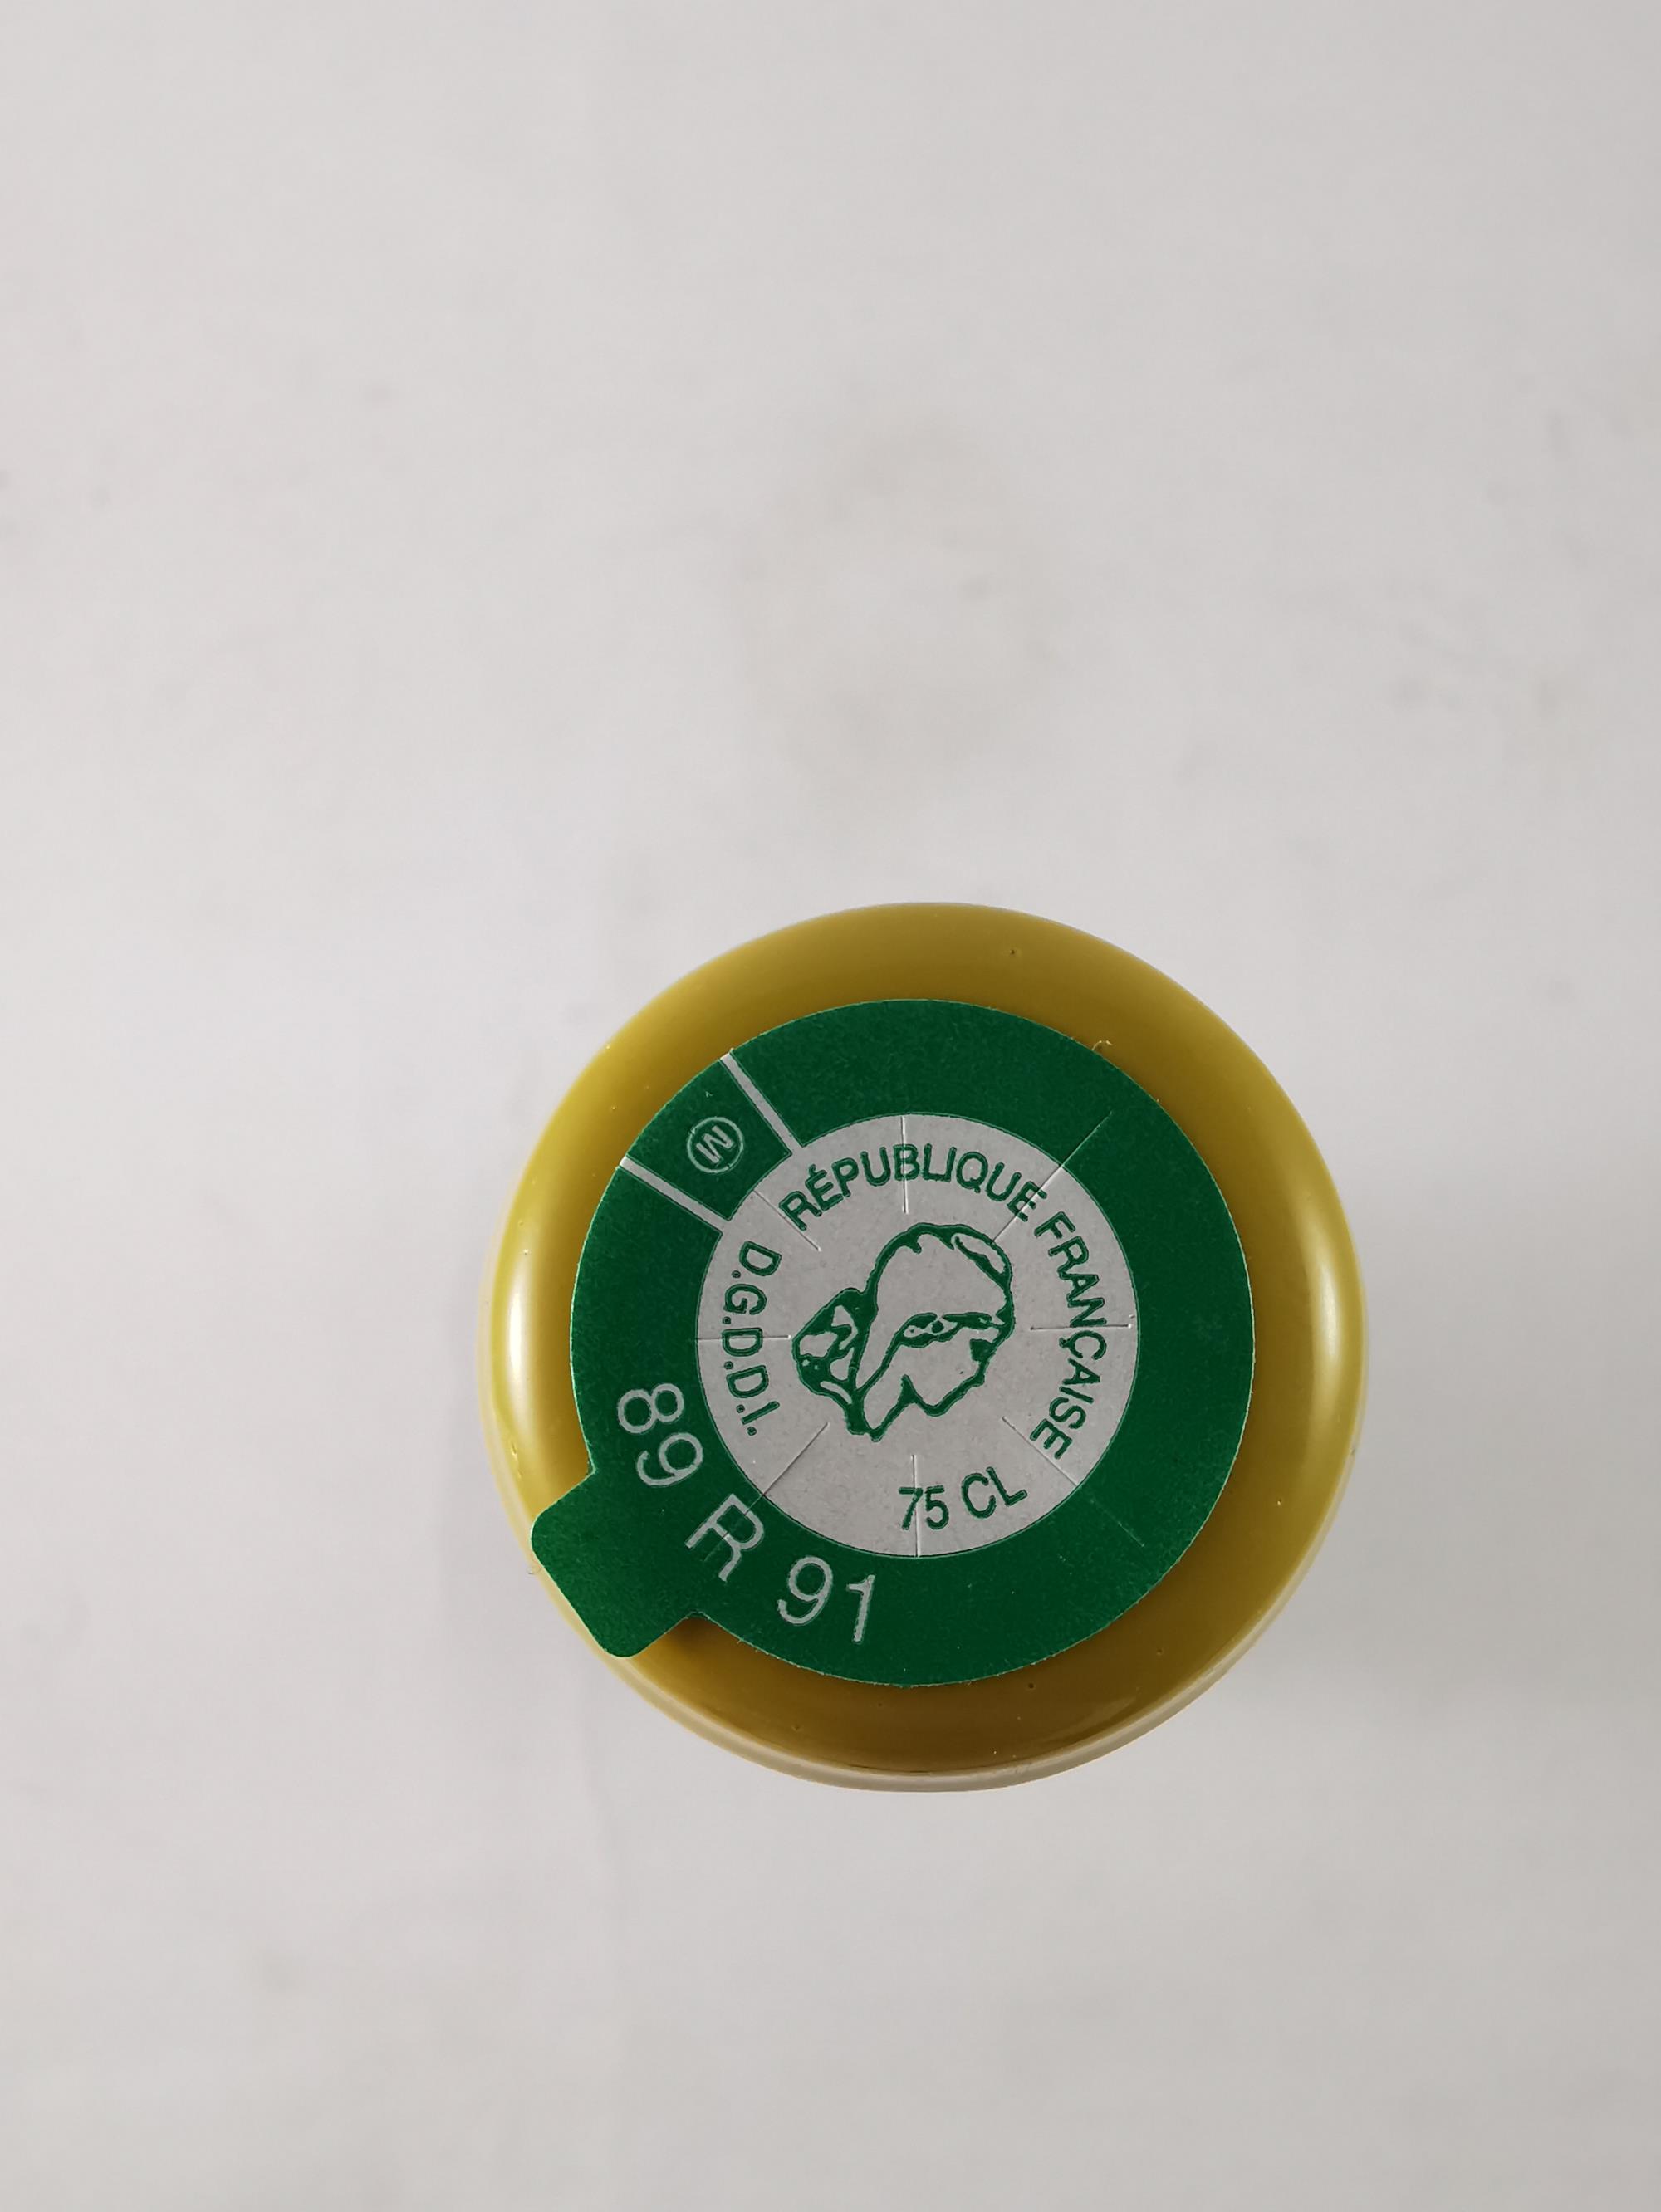 RÉPUBLIQUE FRANÇAISE
D.G.D.D.I.
75 CL
89 R 91
M